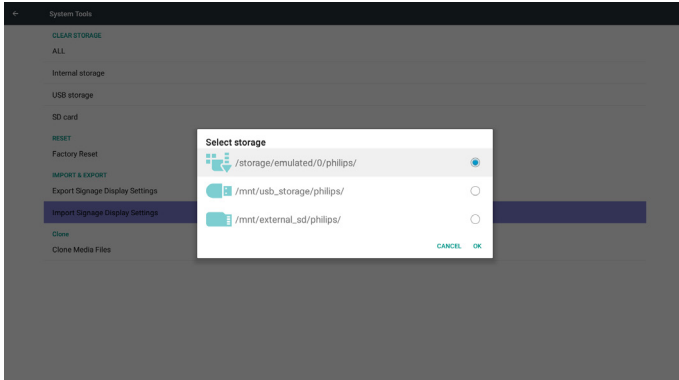 System Tools
CLEAR STORAGE
ALL
Internal storage
USB storage
SD card
RESET
Factory Reset
IMPORT & EXPORT
Export Signage Display Settings
Import Signage Display Settings
Clone
Clone Media Files
Select storage
/storage/emulated/0/philips/
/mnt/usb_storage/philips/
/mnt/external_sd/philips/
CANCEL OK